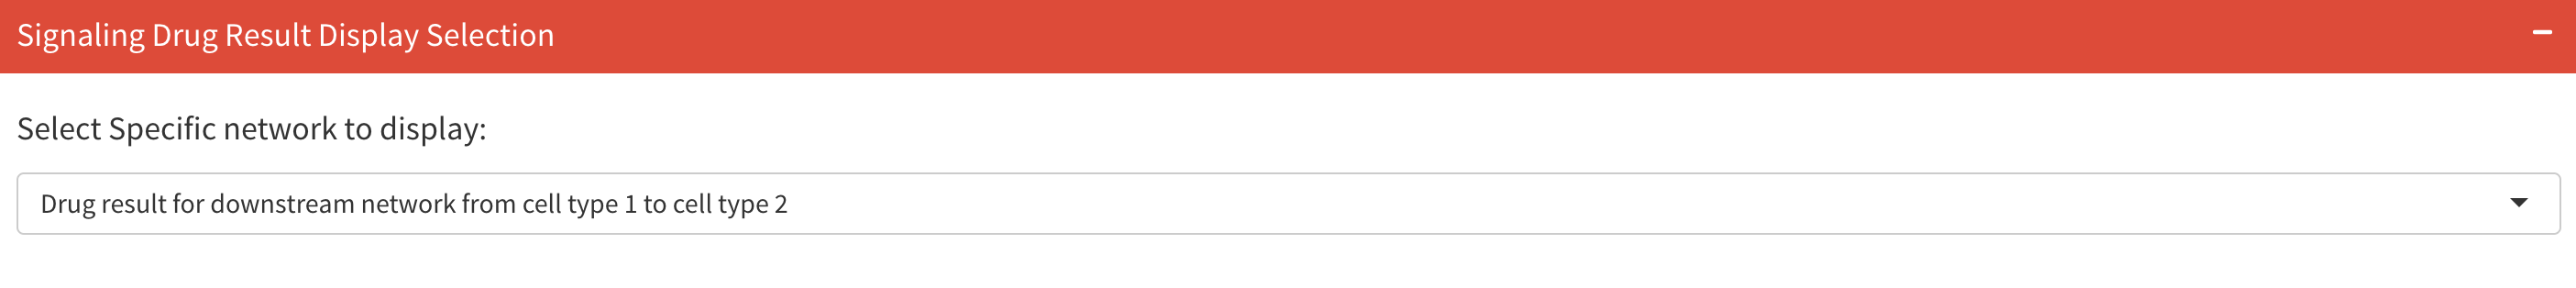 Signaling Drug Result Display Selection
Select Specific network to display:
Drug result for downstream network from cell type 1 to cell type 2